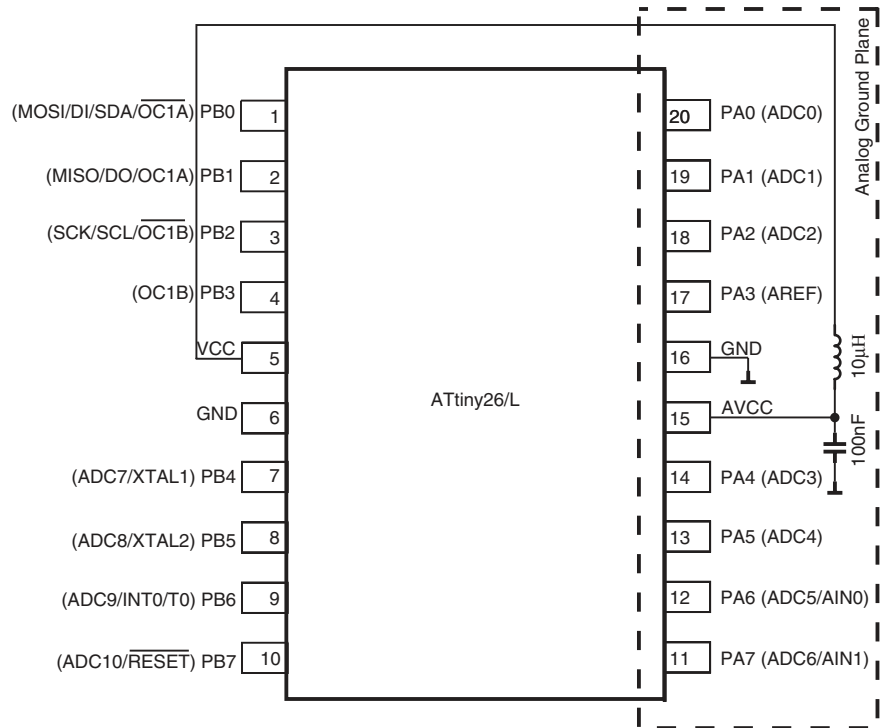 Analog Ground Plane
(MOSI/DI/SDA/O̅C̅1̅A̅) PB0
1
20
PA0 (ADC0)
(MISO/DO/OC1A) PB1
2
19
PA1 (ADC1)
(SCK/SCL/O̅C̅1̅B̅) PB2
3
18
PA2 (ADC2)
(OC1B) PB3
4
17
PA3 (AREF)
VCC
5
16
GND
10µH
GND
6
ATtiny26/L
15
AVCC
100nF
(ADC7/XTAL1) PB4
7
14
PA4 (ADC3)
(ADC8/XTAL2) PB5
8
13
PA5 (ADC4)
(ADC9/INT0/T0) PB6
9
12
PA6 (ADC5/AIN0)
(ADC10/R̅E̅S̅E̅T̅) PB7
10
11
PA7 (ADC6/AIN1)